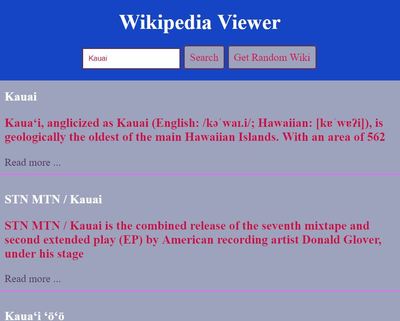 Wikipedia Viewer
Kauai Search Get Random Wiki
Kauai
Kauaʻi, anglicized as Kauai (English: /kəˈwaɪ.i/; Hawaiian: [kɐˈwɐʔi]), is
geologically the oldest of the main Hawaiian Islands. With an area of 562
Read more ...
STN MTN / Kauai
STN MTN / Kauai is the combined release of the seventh mixtape and
second extended play (EP) by American recording artist Donald Glover,
under his stage
Read more ...
Kauaʻi ʻōʻō